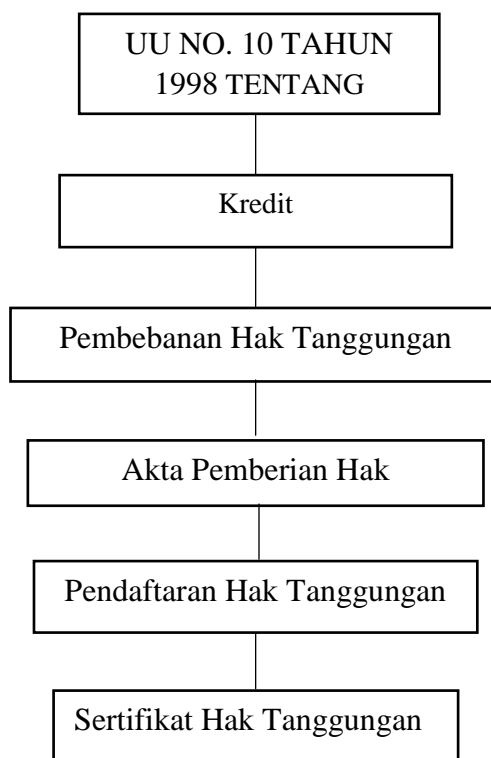 UU NO. 10 TAHUN
1998 TENTANG
Kredit
Pembebanan Hak Tanggungan
Akta Pemberian Hak
Pendaftaran Hak Tanggungan
Sertifikat Hak Tanggungan